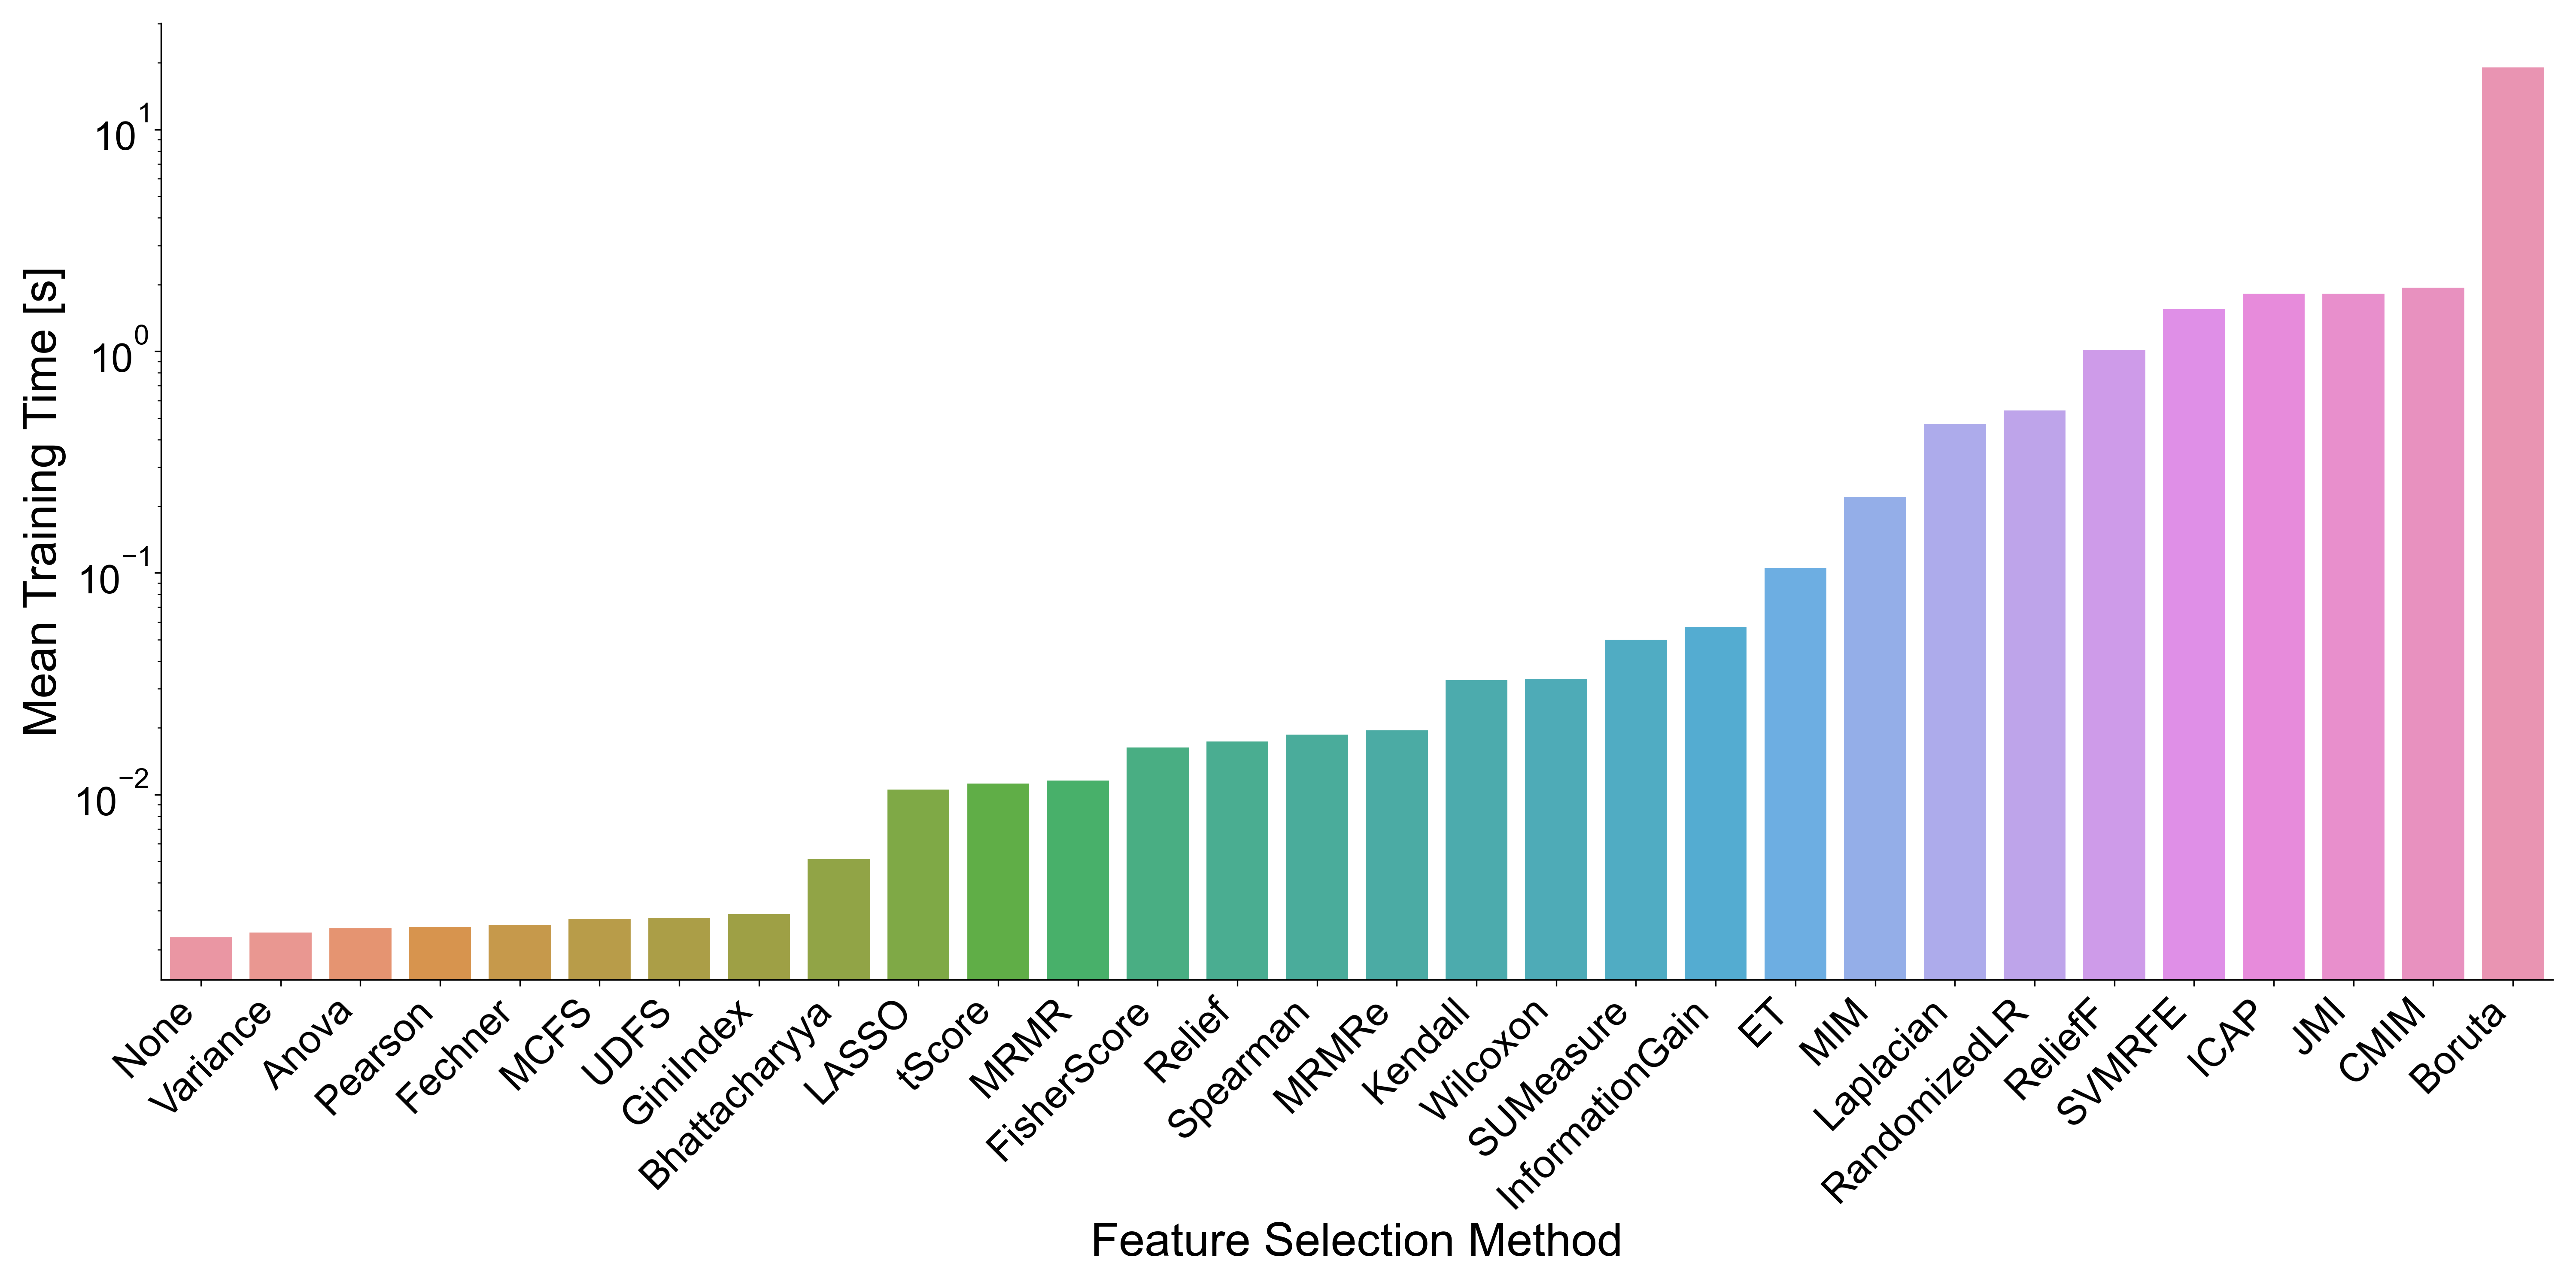 Mean Training Time [s]
10^1
10^0
10^−1
10^−2
None
Variance
Anova
Pearson
Fechner
MCFS
UDFS
GiniIndex
Bhattacharyya
LASSO
tScore
MRMR
FisherScore
Relief
Spearman
MRMRe
Kendall
Wilcoxon
SUMeasure
InformationGain
ET
MIM
Laplacian
RandomizedLR
ReliefF
SVMRFE
ICAP
JMI
CMIM
Boruta
Feature Selection Method